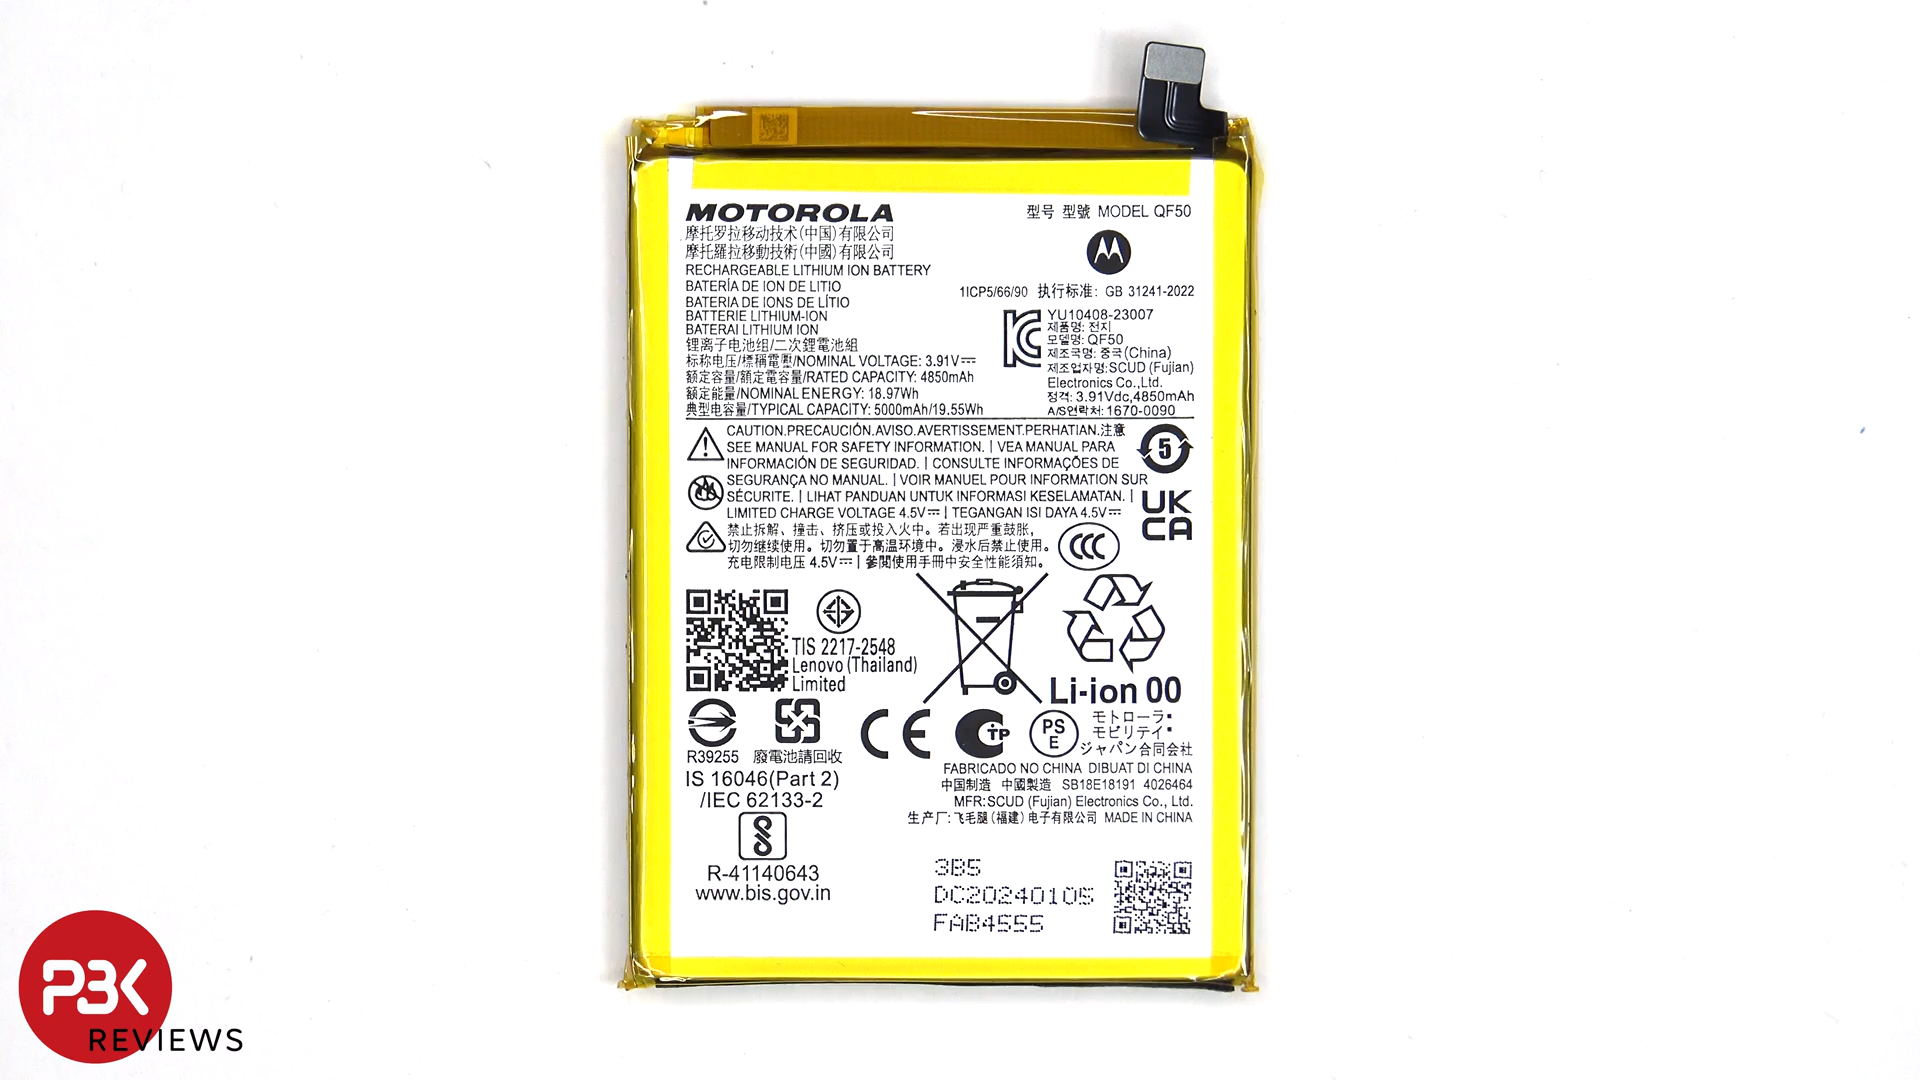 MOTOROLA
摩托罗拉移动技术(中国)有限公司
摩托羅拉移動技術(中國)有限公司
RECHARGEABLE LITHIUM ION BATTERY
BATERÍA DE ION DE LITIO
BATERIA DE IONS DE LÍTIO
BATTERIE LITHIUM-ION
BATERAI LITHIUM ION
锂离子电池组/二次鋰電池組
标称电压/標稱電壓/NOMINAL VOLTAGE: 3.91V⎓
额定容量/額定電容量/RATED CAPACITY: 4850mAh
额定能量/NOMINAL ENERGY: 18.97Wh
典型电容量/TYPICAL CAPACITY: 5000mAh/19.55Wh
型号 型號 MODEL QF50
1ICP5/66/90 执行标准: GB 31241-2022
YU10408-23007
제품명: 전지
모델명: QF50
제조국명: 중국(China)
제조업자명:SCUD (Fujian)
Electronics Co.,Ltd.
정격: 3.91Vdc,4850mAh
A/S연락처: 1670-0090
CAUTION.PRECAUCIÓN.AVISO.AVERTISSEMENT.PERHATIAN.注意
SEE MANUAL FOR SAFETY INFORMATION. | VEA MANUAL PARA
INFORMACIÓN DE SEGURIDAD. | CONSULTE INFORMAÇÕES DE
SEGURANÇA NO MANUAL. | VOIR MANUEL POUR INFORMATION SUR
SÉCURITE. | LIHAT PANDUAN UNTUK INFORMASI KESELAMATAN. |
LIMITED CHARGE VOLTAGE 4.5V⎓ | TEGANGAN ISI DAYA 4.5V⎓
禁止拆解、撞击、挤压或投入火中。若出现严重鼓胀，
切勿继续使用。切勿置于高温环境中。浸水后禁止使用。
充电限制电压 4.5V⎓ | 參閱使用手冊中安全性能須知。
5
UK
CA
CCC
TIS 2217-2548
Lenovo (Thailand)
Limited
Li-ion 00
R39255
廢電池請回收
CE
TP
PS
E
モトローラ・
モビリティ・
ジャパン合同会社
IS 16046(Part 2)
/IEC 62133-2
R-41140643
www.bis.gov.in
FABRICADO NO CHINA DIBUAT DI CHINA
中国制造 中國製造 SB18E18191 4026464
MFR:SCUD (Fujian) Electronics Co., Ltd.
生产厂: 飞毛腿 (福建) 电子有限公司 MADE IN CHINA
3B5
DC20240105
FAB4555
PBK
REVIEWS